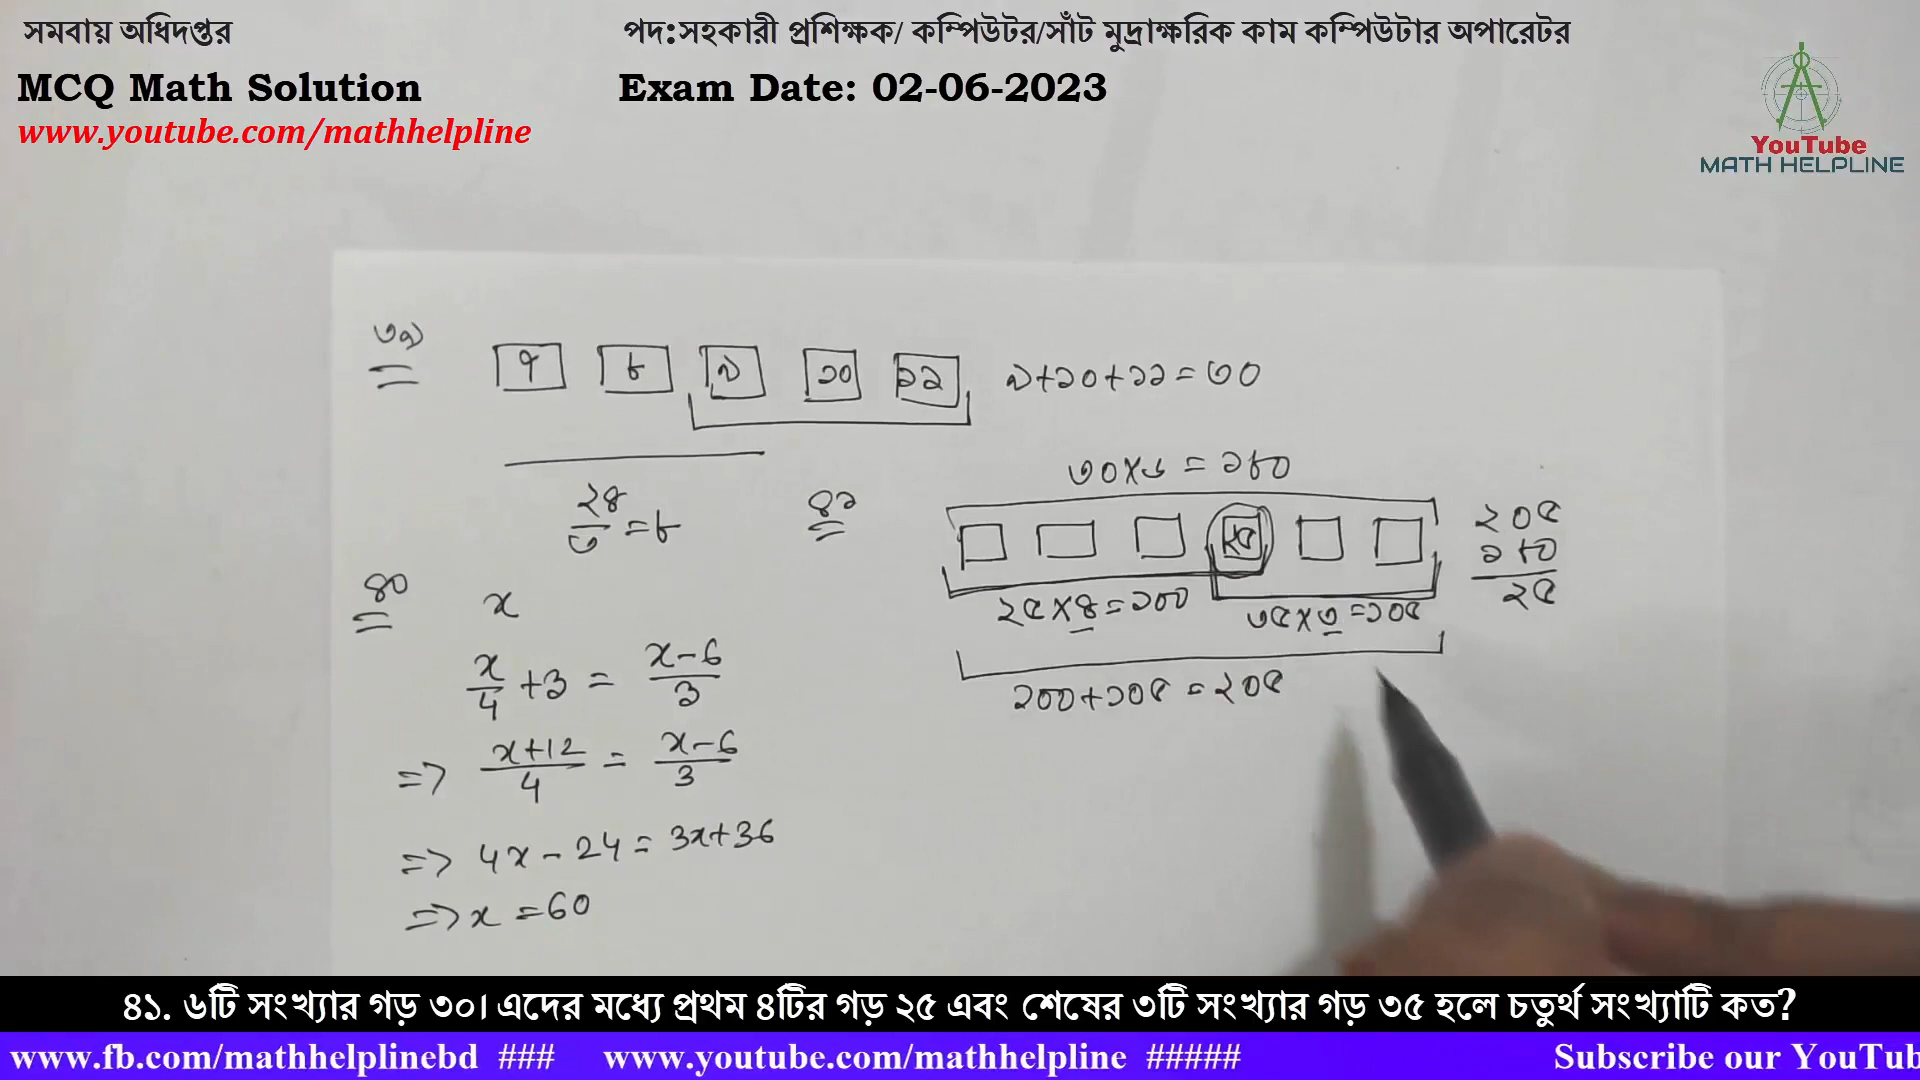 সমবায় অধিদপ্তর
পদ:সহকারী প্রশিক্ষক/ কম্পিউটর/সাঁট মুদ্রাক্ষরিক কাম কম্পিউটার অপারেটর
MCQ Math Solution
Exam Date: 02-06-2023
www.youtube.com/mathhelpline
YouTube
MATH HELPLINE
৩৯
৭ ৮ ৯ ১০ ১১ ৯+১০+১১=৩০
২৪/৩ = ৮
৪১
৩০×৬ = ১৮০
২৫
২৫×৪=১০০ ৩৫×৩=১০৫
১০০+১০৫ = ২০৫
২০৫
১৮০
২৫
৪০
x
x/4 + 3 = x-6/3
=> x+12/4 = x-6/3
=> 4x - 24 = 3x+36
=> x = 60
৪১. ৬টি সংখ্যার গড় ৩০। এদের মধ্যে প্রথম ৪টির গড় ২৫ এবং শেষের ৩টি সংখ্যার গড় ৩৫ হলে চতুর্থ সংখ্যাটি কত?
www.fb.com/mathhelplinebd ### www.youtube.com/mathhelpline ##### Subscribe our YouTub